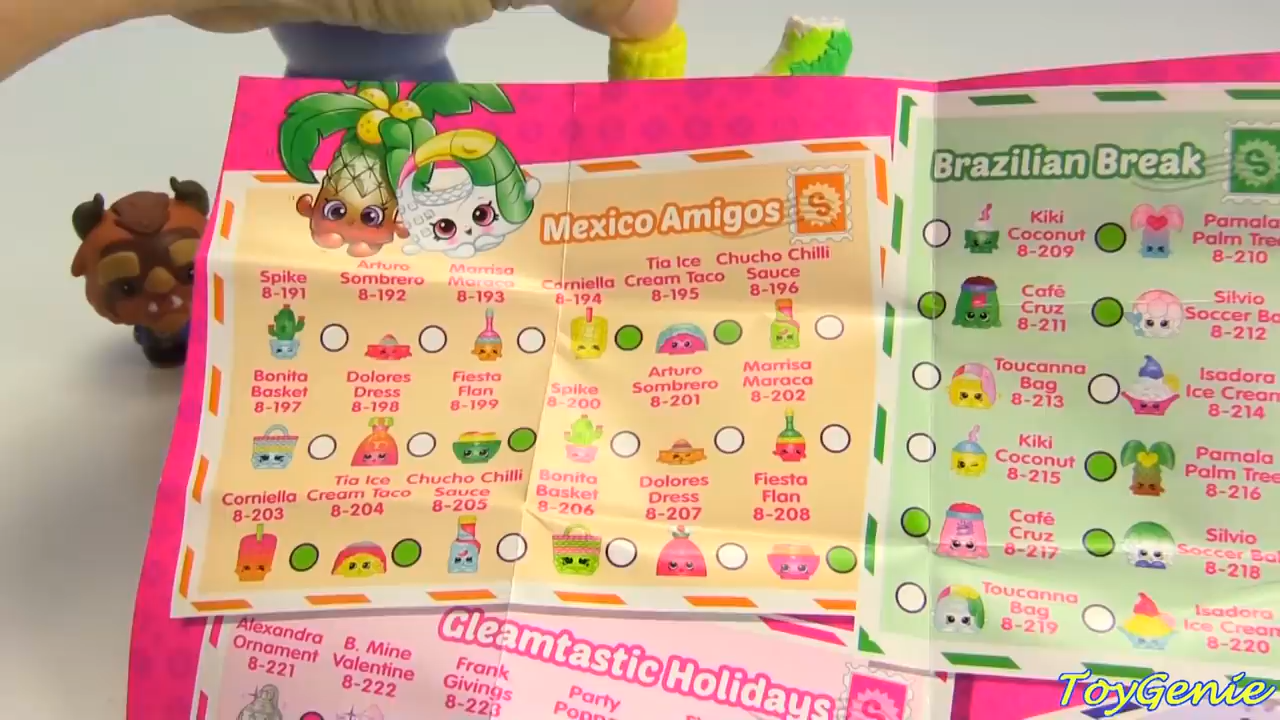 Mexico Amigos
S
Spike
8-191
Arturo
Sombrero
8-192
Marrisa
Maraca
8-193
Corniella
8-194
Tia Ice
Cream Taco
8-195
Chucho Chilli
Sauce
8-196
Bonita
Basket
8-197
Dolores
Dress
8-198
Fiesta
Flan
8-199
Spike
8-200
Arturo
Sombrero
8-201
Marrisa
Maraca
8-202
Corniella
8-203
Tia Ice
Cream Taco
8-204
Chucho Chilli
Sauce
8-205
Bonita
Basket
8-206
Dolores
Dress
8-207
Fiesta
Flan
8-208
Brazilian Break
S
Kiki
Coconut
8-209
Pamala
Palm Tree
8-210
Café
Cruz
8-211
Silvio
Soccer Ba
8-212
Toucanna
Bag
8-213
Isadora
Ice Cream
8-214
Kiki
Coconut
8-215
Pamala
Palm Tree
8-216
Café
Cruz
8-217
Silvio
Soccer Ba
8-218
Toucanna
Bag
8-219
Isadora
Ice Cream
8-220
Gleamtastic Holidays
S
Alexandra
Ornament
8-221
B. Mine
Valentine
8-222
Frank
Givings
8-223
Party
ToyGenie